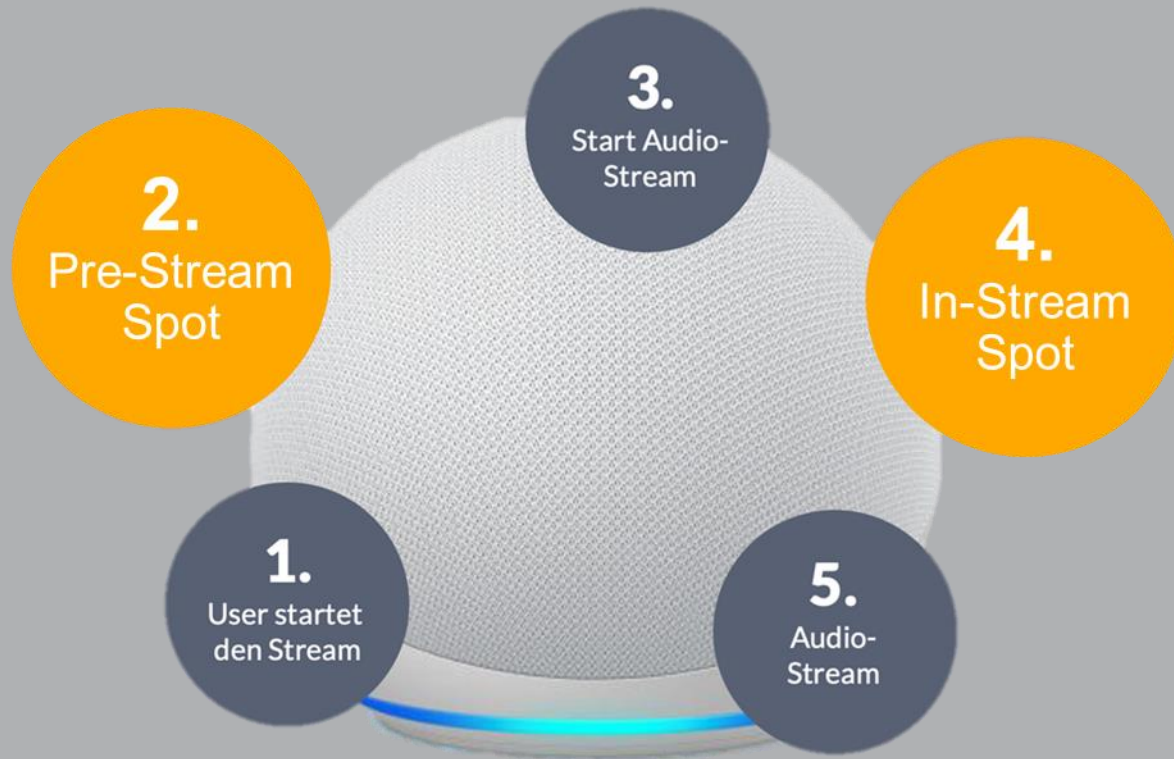 1.
User startet
den Stream
2.
Pre-Stream
Spot
3.
Start Audio-
Stream
4.
In-Stream
Spot
5.
Audio-
Stream